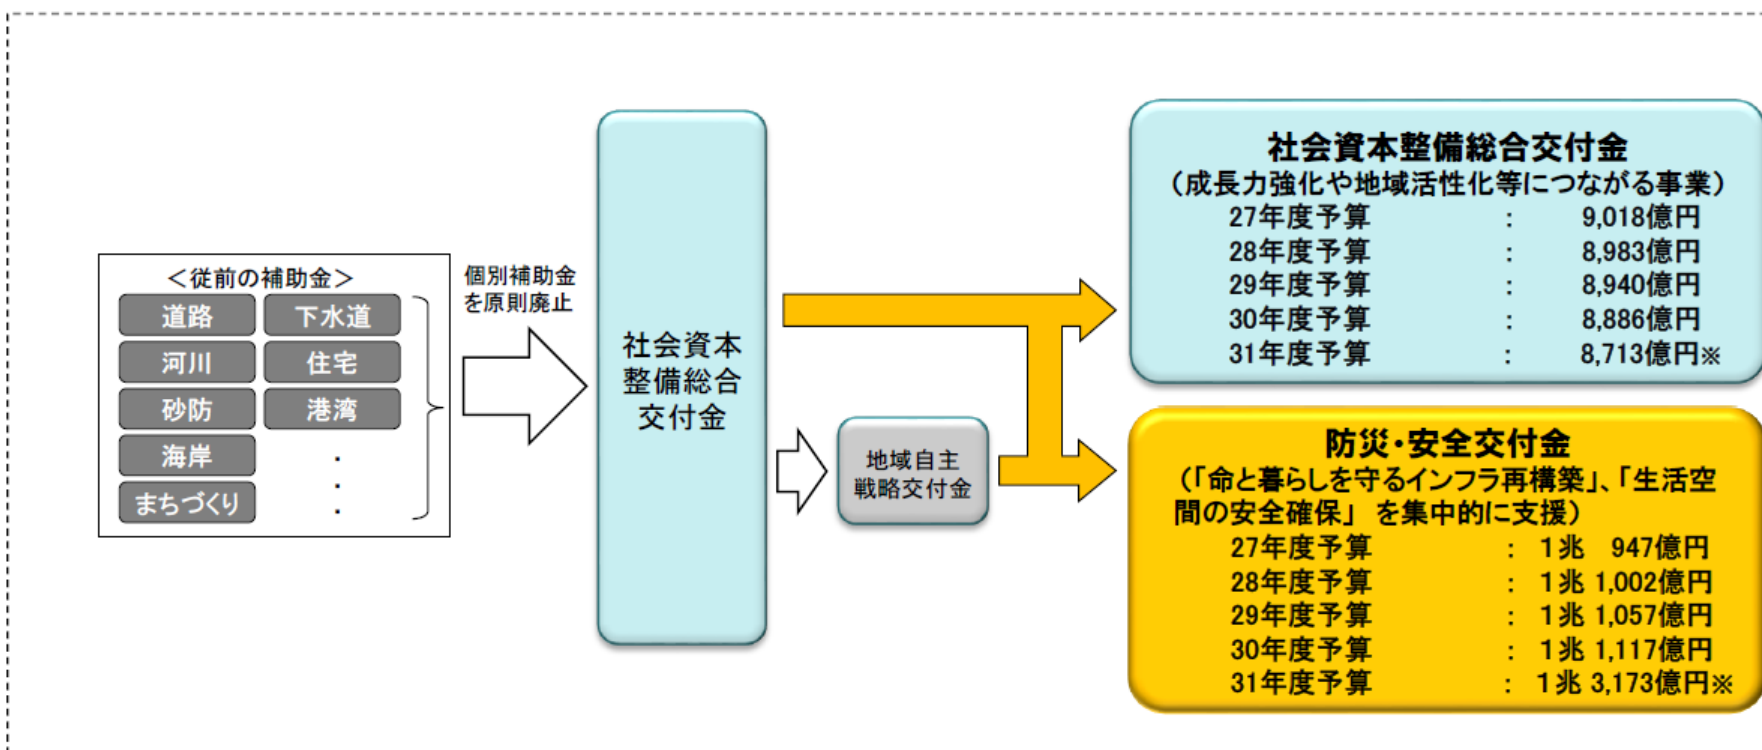 <従前の補助金>
道路
下水道
河川
住宅
砂防
港湾
海岸
まちづくり
・
・
・
個別補助金
を原則廃止
社会資本
整備総合
交付金
地域自主
戦略交付金
社会資本整備総合交付金
(成長力強化や地域活性化等につながる事業)
27年度予算 : 9,018億円
28年度予算 : 8,983億円
29年度予算 : 8,940億円
30年度予算 : 8,886億円
31年度予算 : 8,713億円※
防災・安全交付金
(「命と暮らしを守るインフラ再構築」、「生活空
間の安全確保」 を集中的に支援)
27年度予算 : 1兆 947億円
28年度予算 : 1兆 1,002億円
29年度予算 : 1兆 1,057億円
30年度予算 : 1兆 1,117億円
31年度予算 : 1兆 3,173億円※